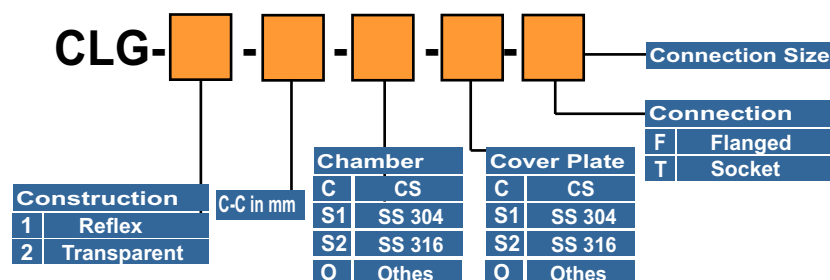 CLG- - - - -
Connection Size
Connection
F Flanged
T Socket
Chamber
C CS
S1 SS 304
S2 SS 316
O Othes
Cover Plate
C CS
S1 SS 304
S2 SS 316
O Othes
C-C in mm
Construction
1 Reflex
2 Transparent